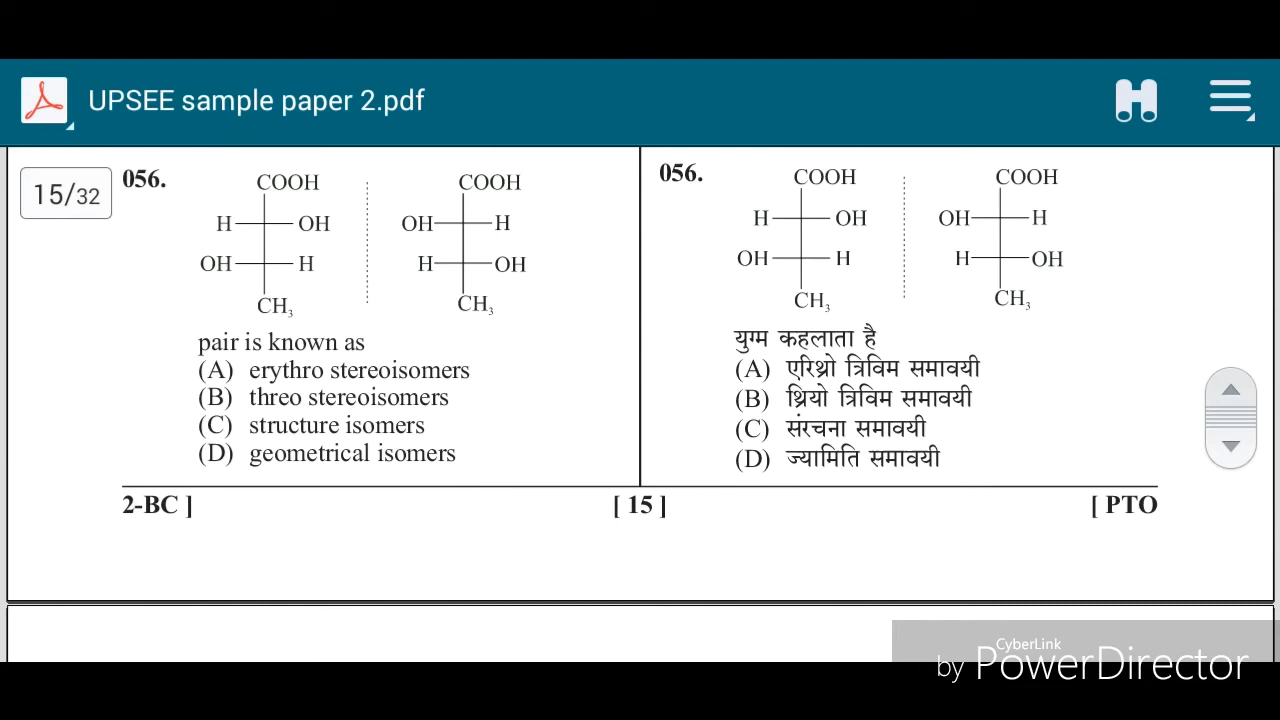 UPSEE sample paper 2.pdf
15/32
056.
COOH COOH
H OH OH H
OH H H OH
CH₃ CH₃
pair is known as
(A) erythro stereoisomers
(B) threo stereoisomers
(C) structure isomers
(D) geometrical isomers
056.
COOH COOH
H OH OH H
OH H H OH
CH₃ CH₃
युग्म कहलाता है
(A) एरिथ्रो त्रिविम समावयी
(B) थ्रियो त्रिविम समावयी
(C) संरचना समावयी
(D) ज्यामिति समावयी
2-BC ] [ 15 ] [ PTO
CyberLink
by PowerDirector